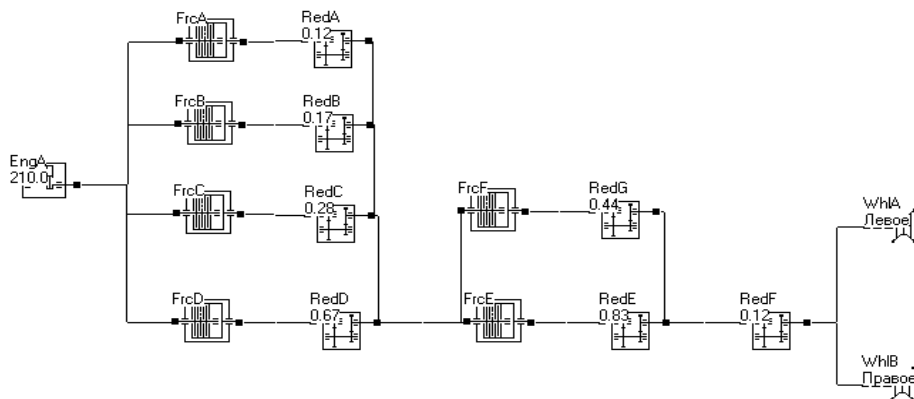 FrcA
RedA
0.12
FrcB
RedB
0.17
EngA
210.0
FrcC
RedC
0.28
FrcF
RedG
0.44
WhlA
Левое
FrcD
RedD
0.67
FrcE
RedE
0.83
RedF
0.12
WhlB
Правое